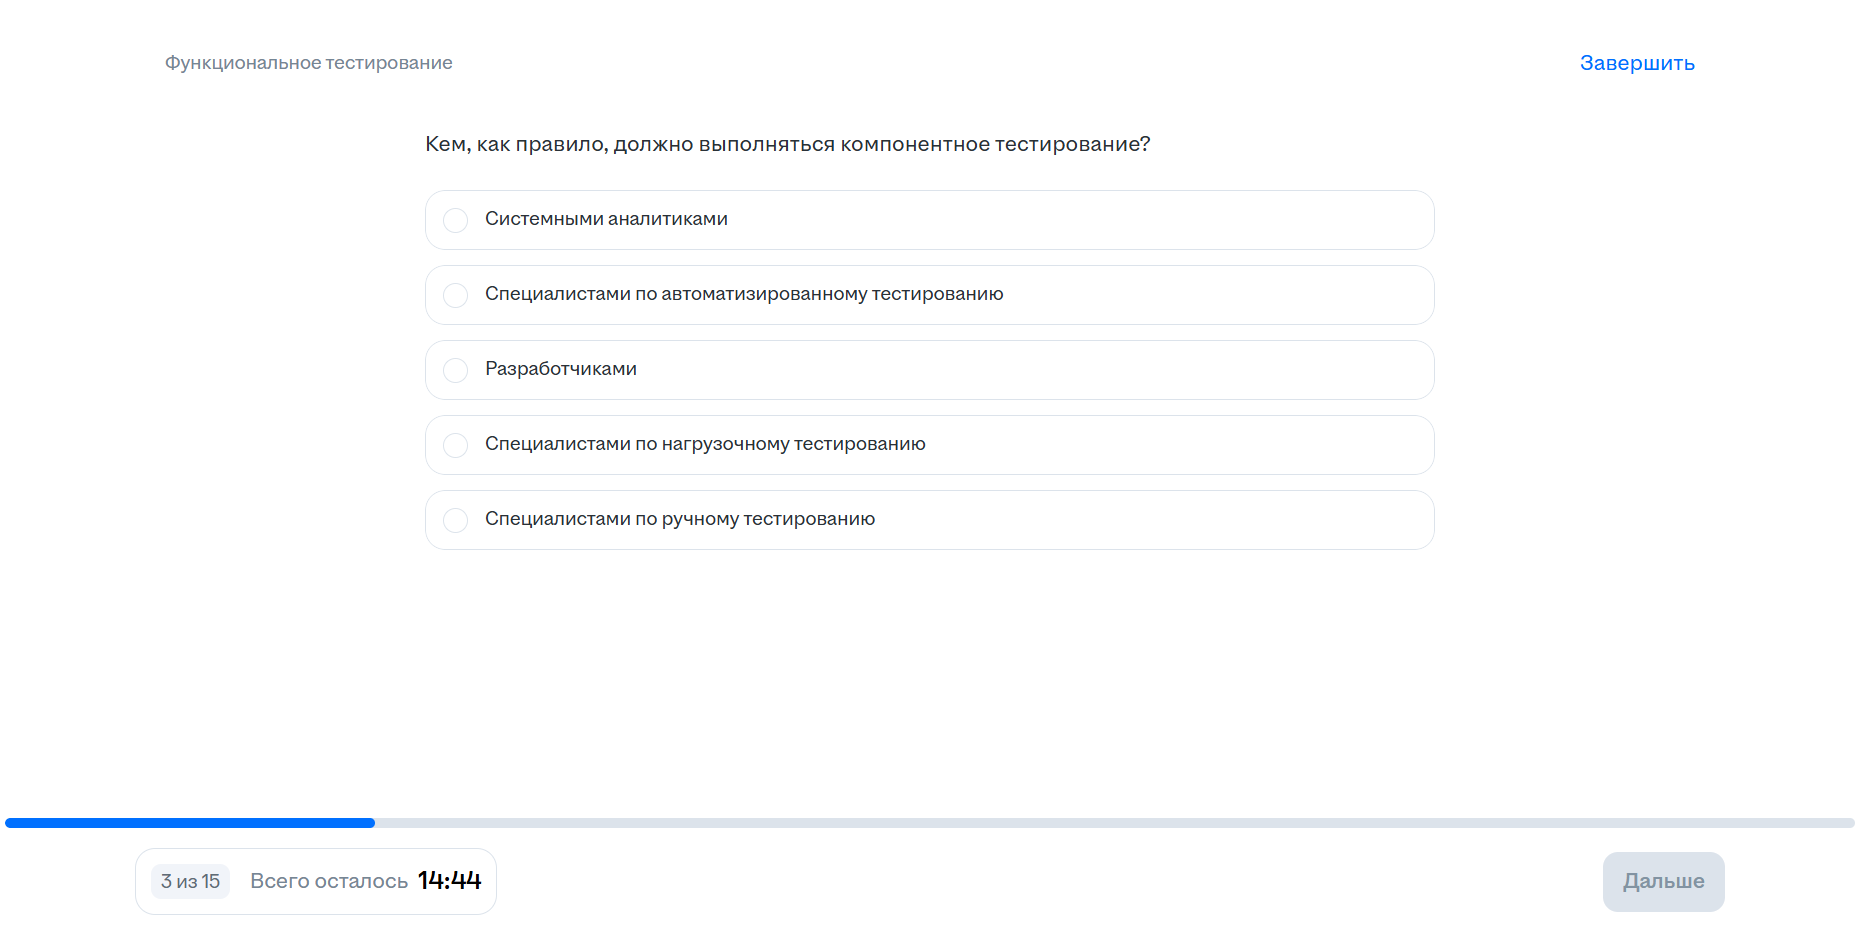 Функциональное тестирование
Завершить
Кем, как правило, должно выполняться компонентное тестирование?
Системными аналитиками
Специалистами по автоматизированному тестированию
Разработчиками
Специалистами по нагрузочному тестированию
Специалистами по ручному тестированию
3 из 15 Всего осталось 14:44
Дальше